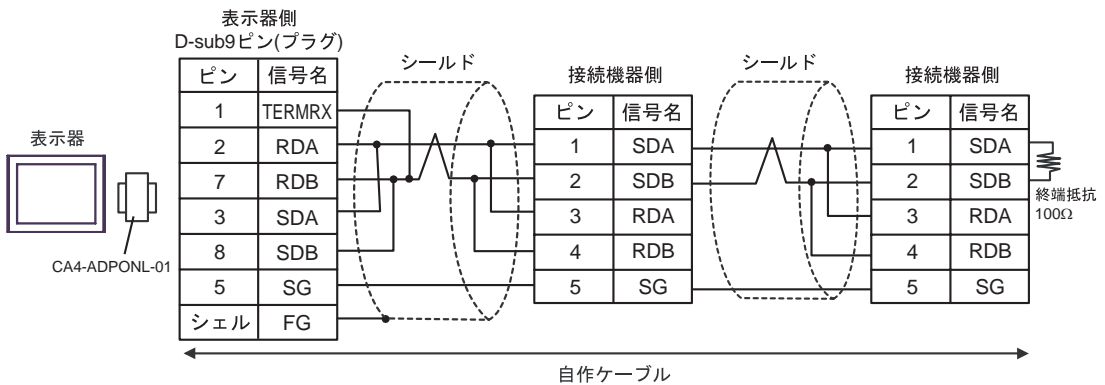 表示器側
D-sub9ピン(プラグ)
ピン 信号名
1 TERMRX
2 RDA
7 RDB
3 SDA
8 SDB
5 SG
シェル FG
表示器
CA4-ADPONL-01
シールド
接続機器側
ピン 信号名
1 SDA
2 SDB
3 RDA
4 RDB
5 SG
シールド
接続機器側
ピン 信号名
1 SDA
2 SDB
3 RDA
4 RDB
5 SG
終端抵抗
100Ω
自作ケーブル